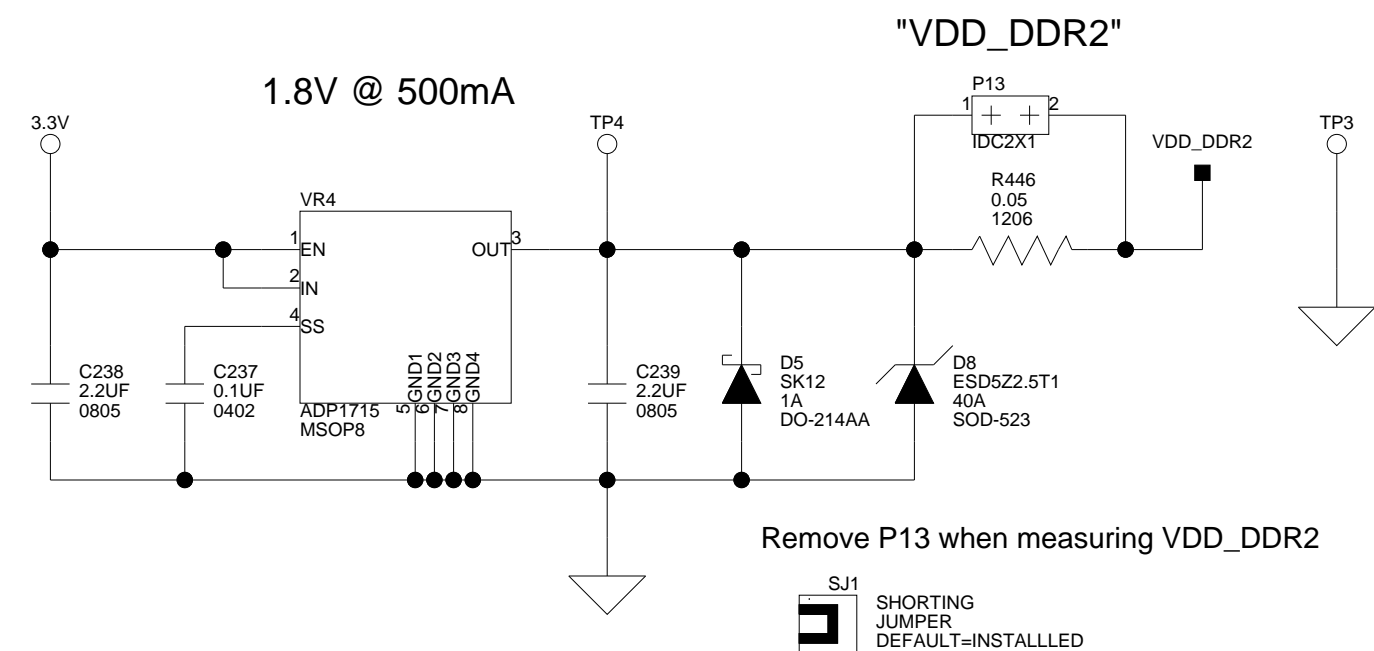 "VDD_DDR2"
1.8V @ 500mA
P13
1
2
IDC2X1
3.3V
TP4
VDD_DDR2
TP3
R446
0.05
1206
VR4
1
EN
OUT
3
2
IN
4
SS
GND1
GND2
GND3
GND4
5
6
7
8
ADP1715
MSOP8
C238
2.2UF
0805
C237
0.1UF
0402
C239
2.2UF
0805
D5
SK12
1A
DO-214AA
D8
ESD5Z2.5T1
40A
SOD-523
Remove P13 when measuring VDD_DDR2
SJ1
SHORTING
JUMPER
DEFAULT=INSTALLLED